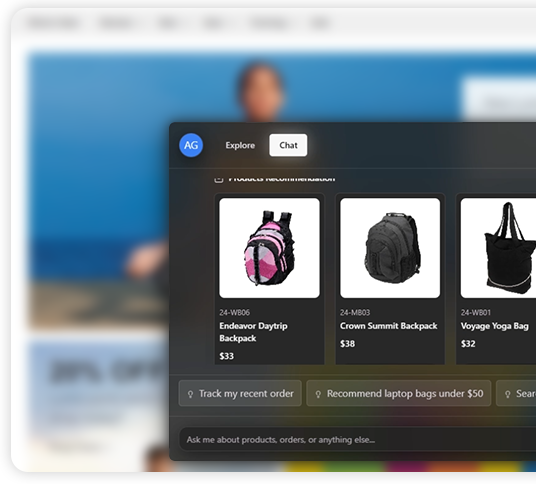 AG
Explore
Chat
Products Recommendation
24-WB06
Endeavor Daytrip
Backpack
$33
24-MB03
Crown Summit Backpack
$38
24-WB01
Voyage Yoga Bag
$32
Track my recent order
Recommend laptop bags under $50
Sear
Ask me about products, orders, or anything else...
20% OFF